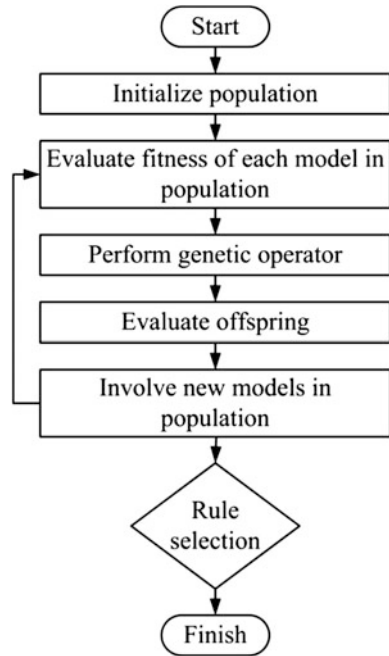 Start
Initialize population
Evaluate fitness of each model in
population
Perform genetic operator
Evaluate offspring
Involve new models in
population
Rule
selection
Finish